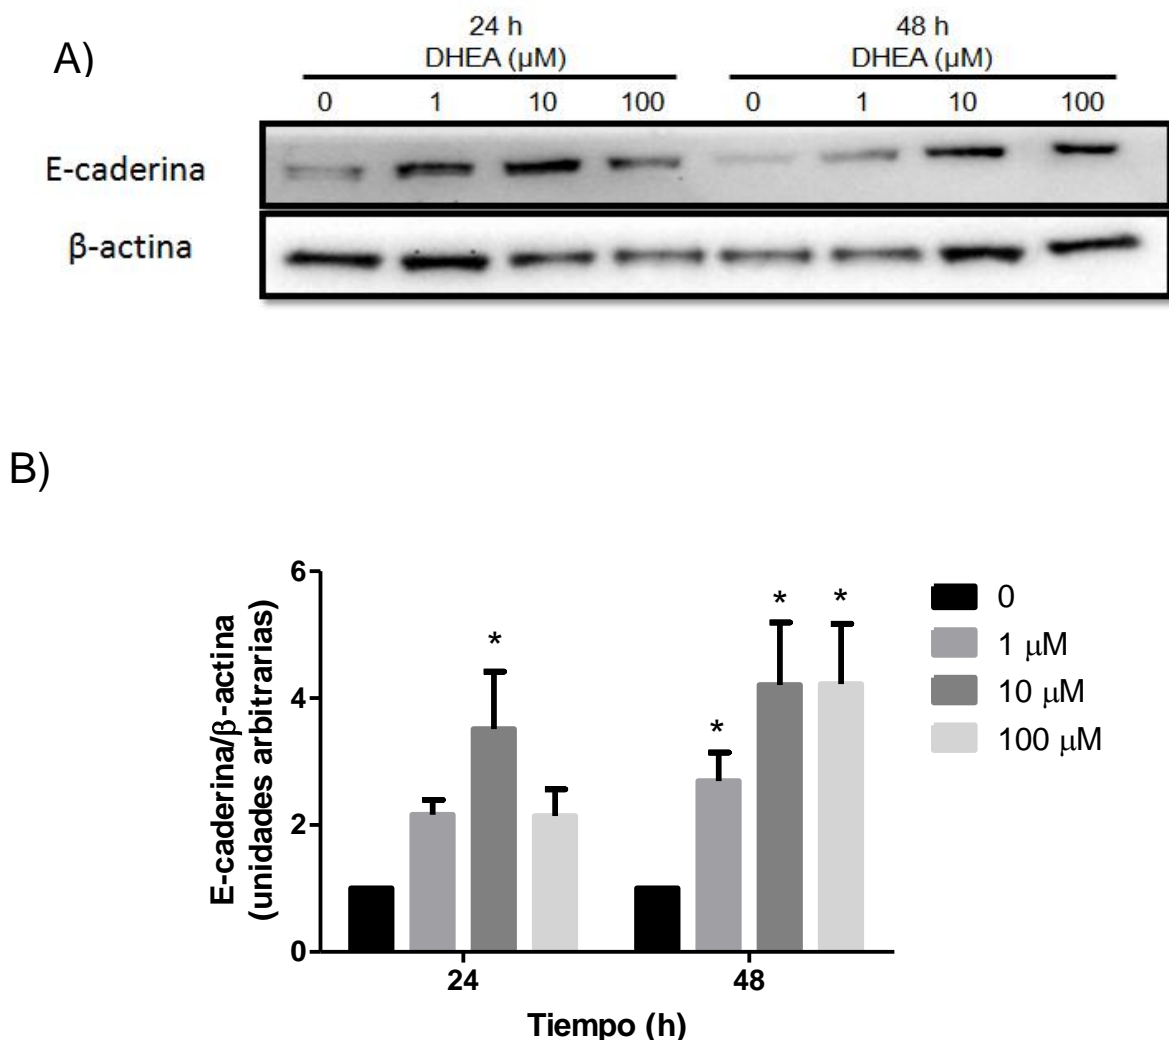 A)
24 h
DHEA (µM)
48 h
DHEA (µM)
0 1 10 100 0 1 10 100
E-caderina
β-actina
B)
E-caderina/β-actina
(unidades arbitrarias)
6
4
2
0
* * * *
24
48
Tiempo (h)
0
1 µM
10 µM
100 µM